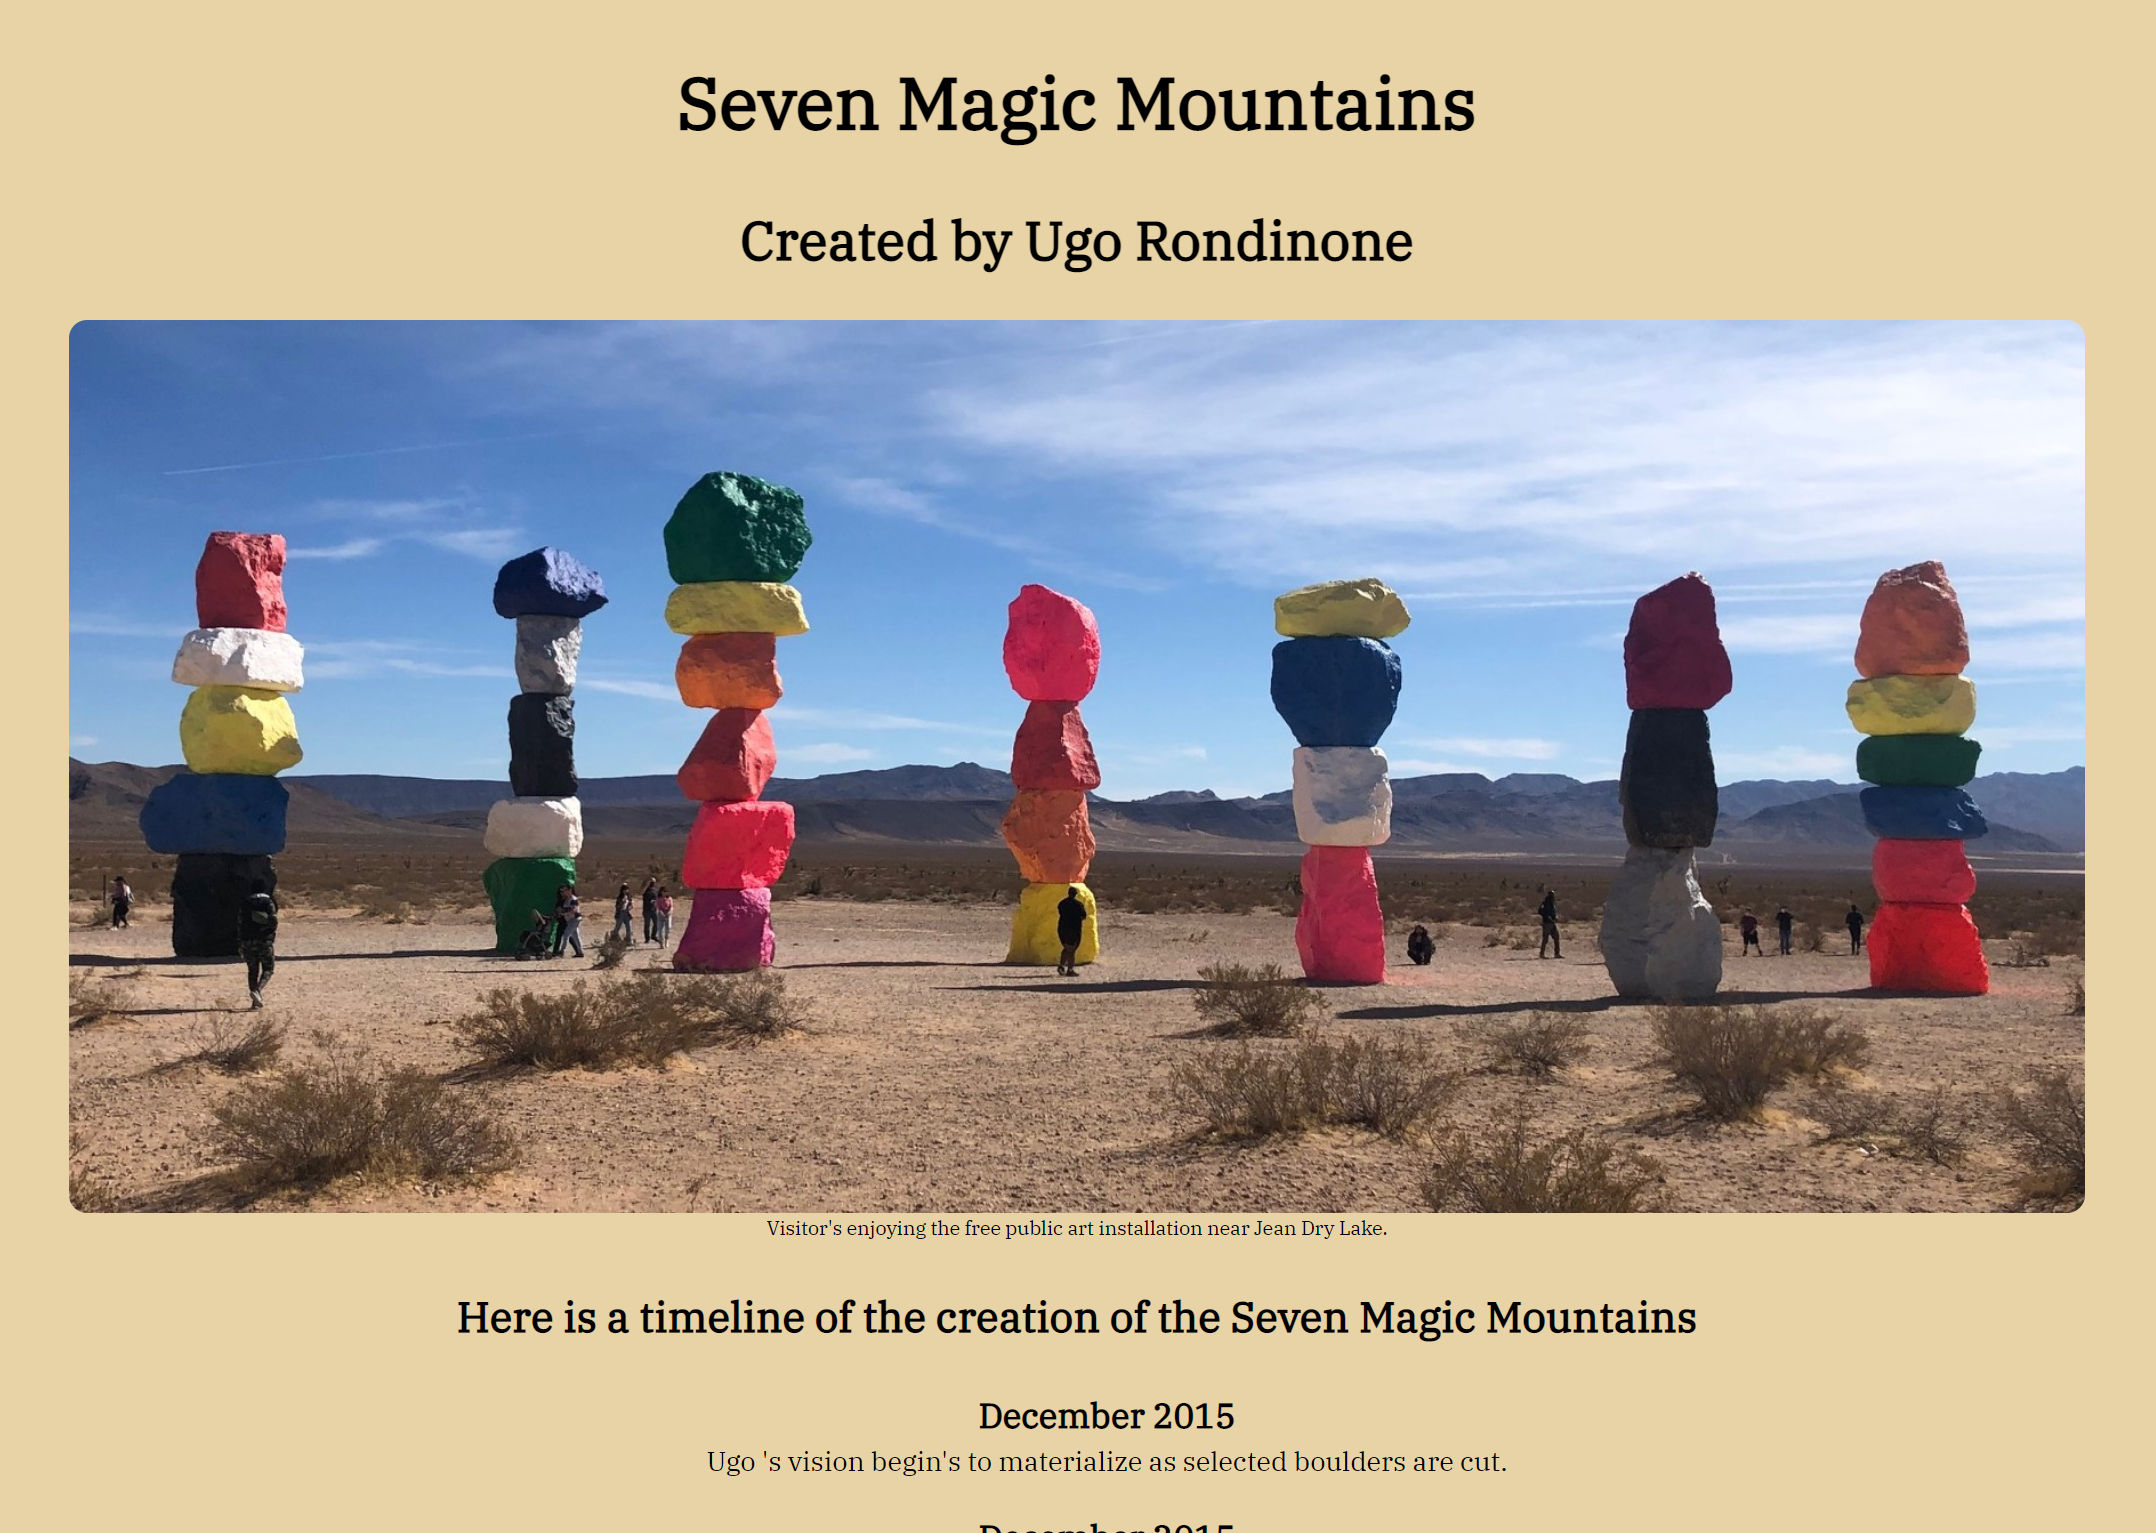 Seven Magic Mountains
Created by Ugo Rondinone
Visitor's enjoying the free public art installation near Jean Dry Lake.
Here is a timeline of the creation of the Seven Magic Mountains
December 2015
Ugo 's vision begin's to materialize as selected boulders are cut.
December 2015